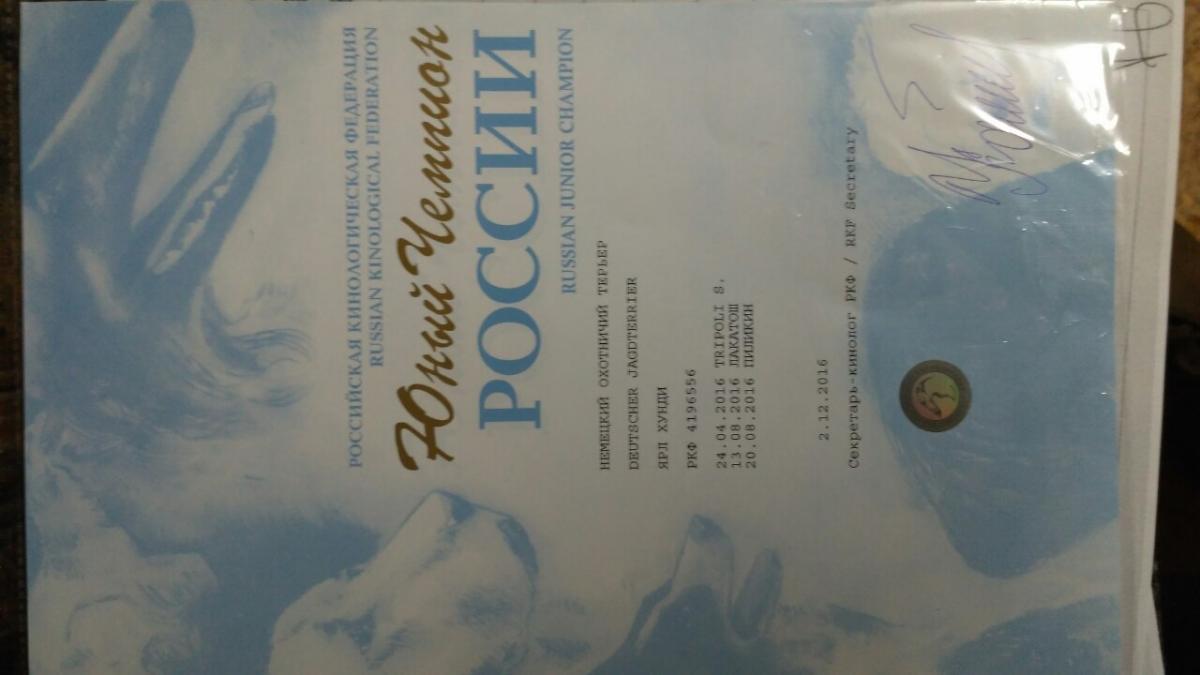 РОССИЙСКАЯ КИНОЛОГИЧЕСКАЯ ФЕДЕРАЦИЯ
RUSSIAN KINOLOGICAL FEDERATION
Юный Чемпион
РОССИИ
RUSSIAN JUNIOR CHAMPION
НЕМЕЦКИЙ ОХОТНИЧИЙ ТЕРЬЕР
DEUTSCHER JAGDTERRIER
ЯРЛ ХУНДИ
РКФ 4196556
24.04.2016 TRIPOLI S.
13.08.2016 ЛАКАТОШ
20.08.2016 ПИЛИКИН
2.12.2016
Секретарь-кинолог РКФ / RKF Secretary